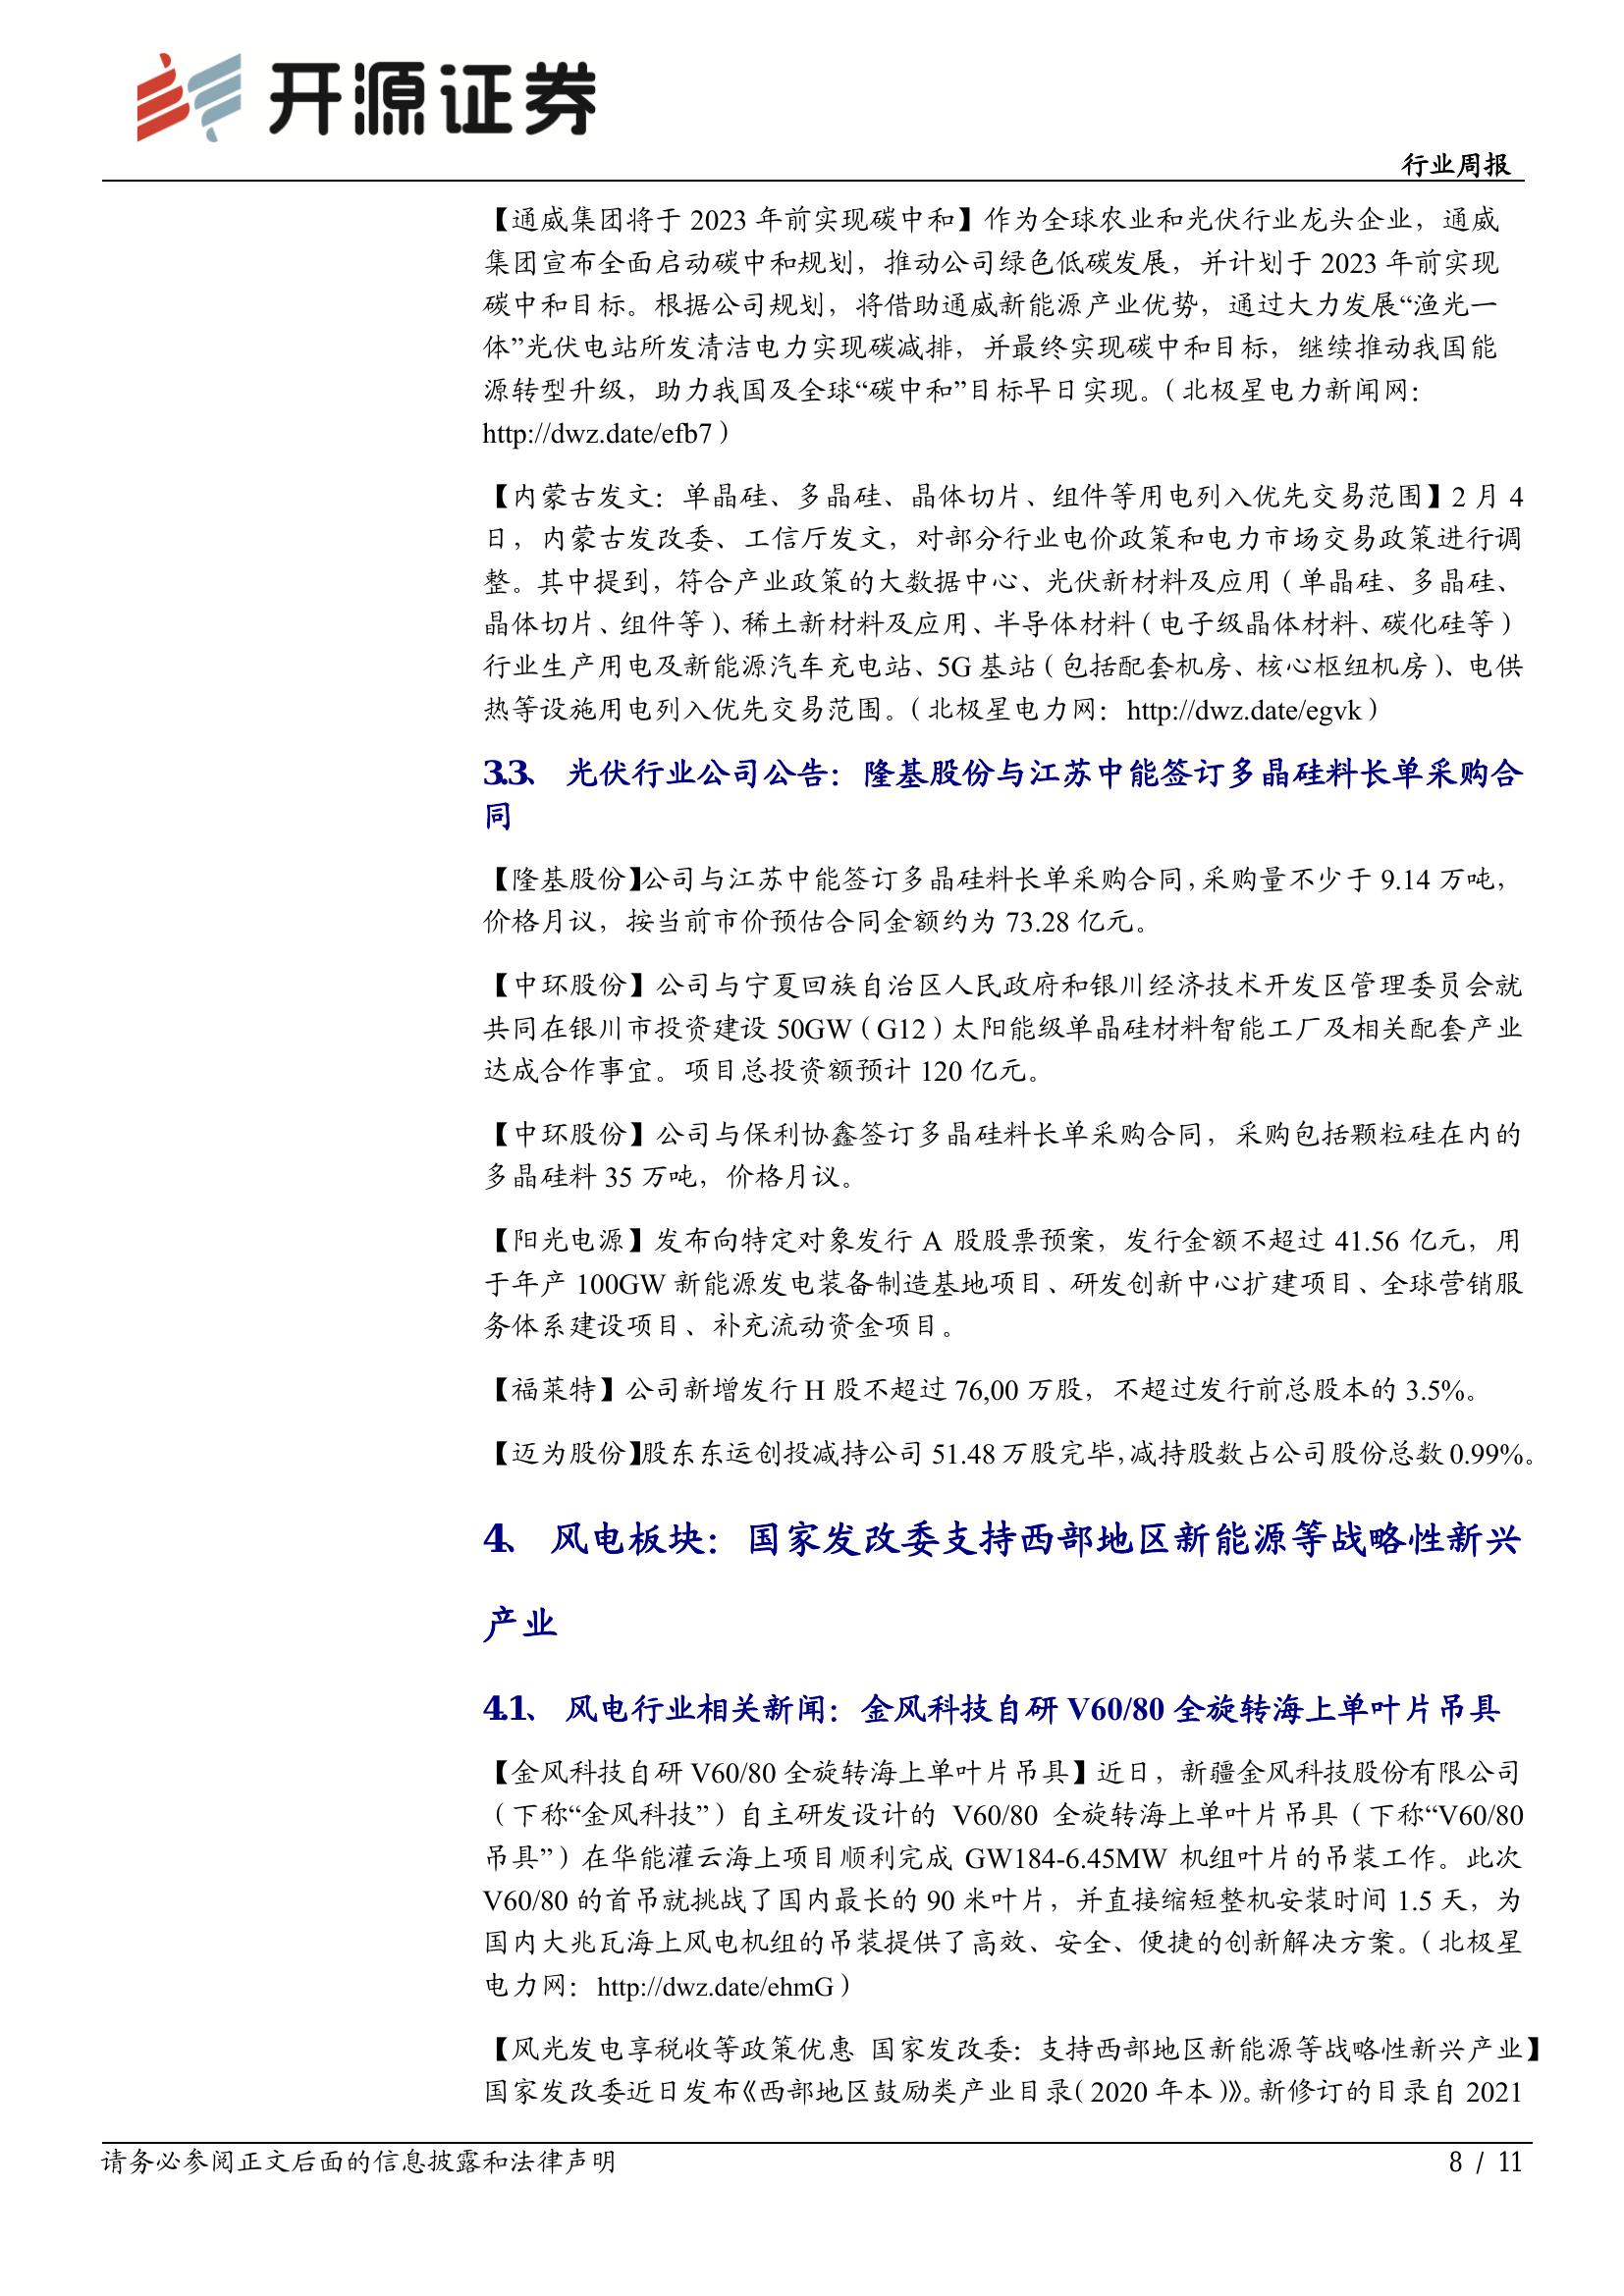 开源证券
行业周报
【通威集团将于 2023 年前实现碳中和】作为全球农业和光伏行业龙头企业，通威
集团宣布全面启动碳中和规划，推动公司绿色低碳发展，并计划于 2023 年前实现
碳中和目标。根据公司规划，将借助通威新能源产业优势，通过大力发展“渔光一
体”光伏电站所发清洁电力实现碳减排，并最终实现碳中和目标，继续推动我国能
源转型升级，助力我国及全球“碳中和”目标早日实现。（北极星电力新闻网：
http://dwz.date/efb7）
【内蒙古发文：单晶硅、多晶硅、晶体切片、组件等用电列入优先交易范围】2 月 4
日，内蒙古发改委、工信厅发文，对部分行业电价政策和电力市场交易政策进行调
整。其中提到，符合产业政策的大数据中心、光伏新材料及应用（单晶硅、多晶硅、
晶体切片、组件等）、稀土新材料及应用、半导体材料（电子级晶体材料、碳化硅等）
行业生产用电及新能源汽车充电站、5G 基站（包括配套机房、核心枢纽机房）、电供
热等设施用电列入优先交易范围。（北极星电力网：http://dwz.date/egvk）
3.3、 光伏行业公司公告：隆基股份与江苏中能签订多晶硅料长单采购合
同
【隆基股份】公司与江苏中能签订多晶硅料长单采购合同，采购量不少于 9.14 万吨，
价格月议，按当前市价预估合同金额约为 73.28 亿元。
【中环股份】公司与宁夏回族自治区人民政府和银川经济技术开发区管理委员会就
共同在银川市投资建设 50GW（G12）太阳能级单晶硅材料智能工厂及相关配套产业
达成合作事宜。项目总投资额预计 120 亿元。
【中环股份】公司与保利协鑫签订多晶硅料长单采购合同，采购包括颗粒硅在内的
多晶硅料 35 万吨，价格月议。
【阳光电源】发布向特定对象发行 A 股股票预案，发行金额不超过 41.56 亿元，用
于年产 100GW 新能源发电装备制造基地项目、研发创新中心扩建项目、全球营销服
务体系建设项目、补充流动资金项目。
【福莱特】公司新增发行 H 股不超过 76,00 万股，不超过发行前总股本的 3.5%。
【迈为股份】股东东运创投减持公司 51.48 万股完毕，减持股数占公司股份总数 0.99%。
4、 风电板块：国家发改委支持西部地区新能源等战略性新兴
产业
4.1、 风电行业相关新闻：金风科技自研 V60/80 全旋转海上单叶片吊具
【金风科技自研 V60/80 全旋转海上单叶片吊具】近日，新疆金风科技股份有限公司
（下称“金风科技”）自主研发设计的 V60/80 全旋转海上单叶片吊具（下称“V60/80
吊具”）在华能灌云海上项目顺利完成 GW184-6.45MW 机组叶片的吊装工作。此次
V60/80 的首吊就挑战了国内最长的 90 米叶片，并直接缩短整机安装时间 1.5 天，为
国内大兆瓦海上风电机组的吊装提供了高效、安全、便捷的创新解决方案。（北极星
电力网：http://dwz.date/ehmG）
【风光发电享税收等政策优惠 国家发改委：支持西部地区新能源等战略性新兴产业】
国家发改委近日发布《西部地区鼓励类产业目录（2020 年本）》。新修订的目录自 2021
请务必参阅正文后面的信息披露和法律声明
8 / 11